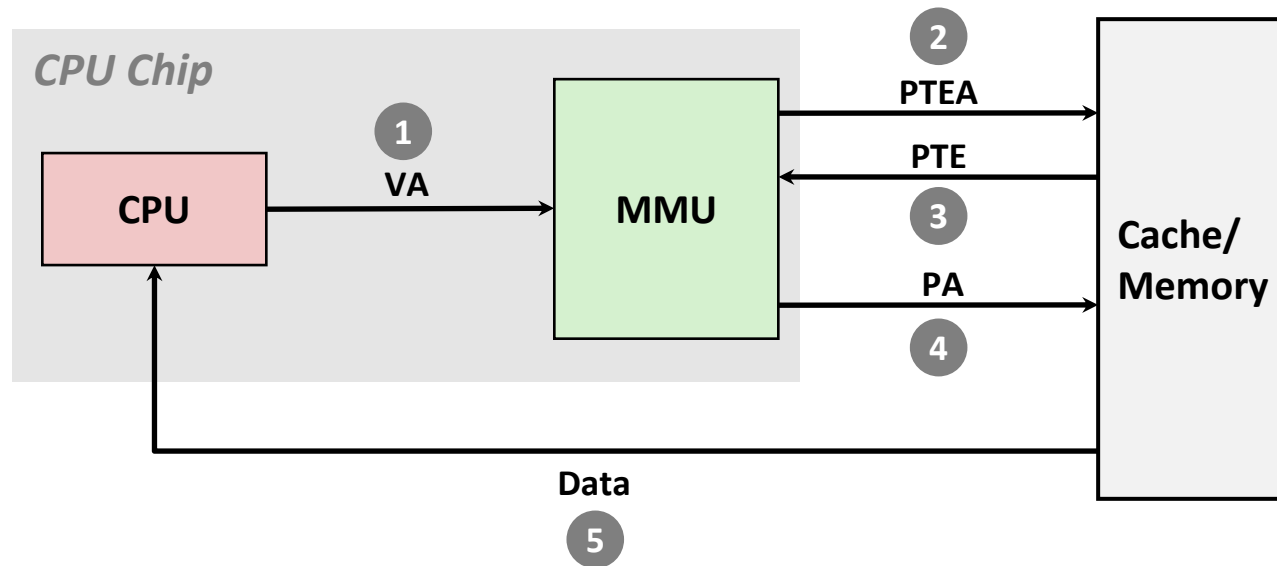 CPU Chip
2
PTEA
1
VA
PTE
3
CPU
MMU
Cache/
Memory
PA
4
Data
5